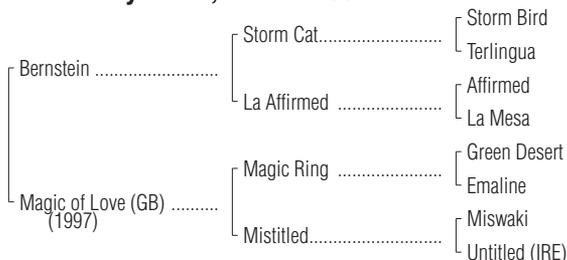 Storm Bird
Storm Cat..............................
Terlingua
Bernstein ..............................
Affirmed
La Affirmed .........................
La Mesa
Green Desert
Magic Ring .........................
Emaline
Magic of Love (GB) ..........
(1997)
Miswaki
Mistitled................................
Untitled (IRE)